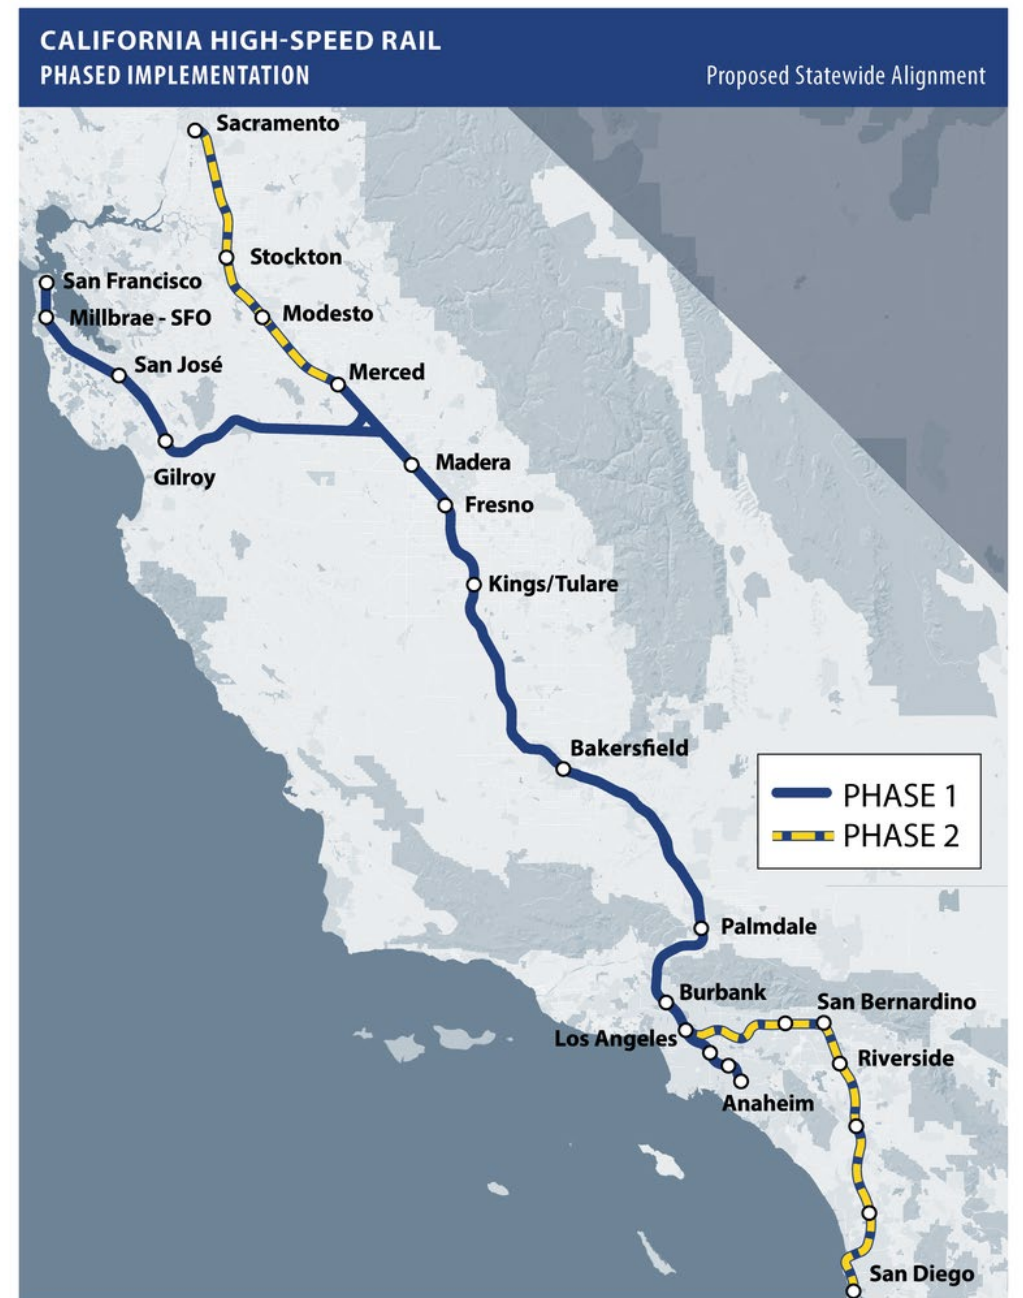 CALIFORNIA HIGH-SPEED RAIL
PHASED IMPLEMENTATION
Proposed Statewide Alignment
Sacramento
Stockton
San Francisco
Millbrae - SFO
Modesto
San José
Merced
Gilroy
Madera
Fresno
Kings/Tulare
Bakersfield
PHASE 1
PHASE 2
Palmdale
Burbank
San Bernardino
Los Angeles
Riverside
Anaheim
San Diego